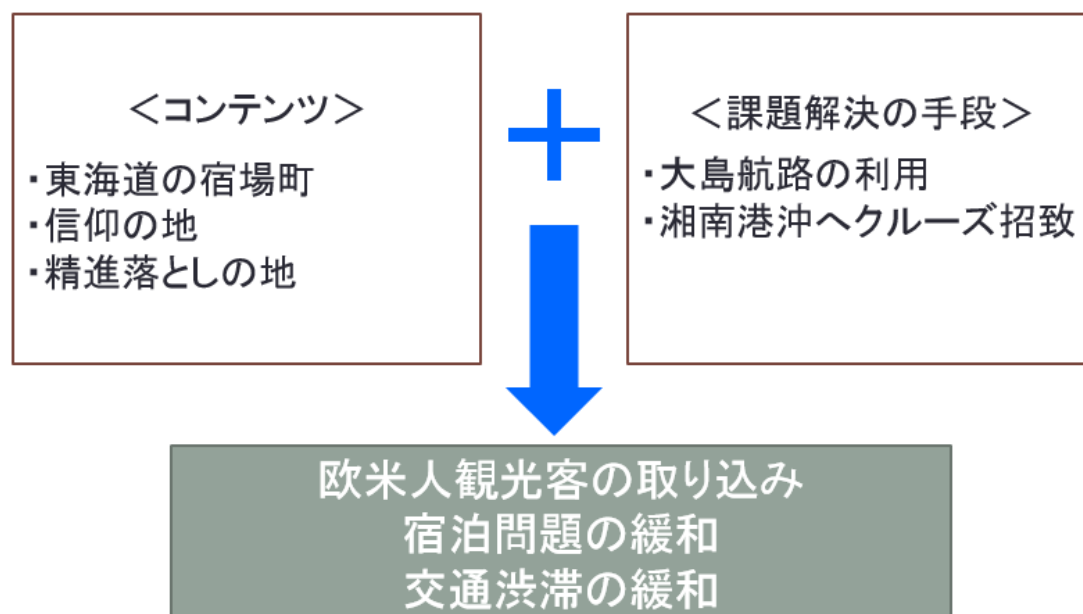 ＜コンテンツ＞
・東海道の宿場町
・信仰の地
・精進落としの地
＜課題解決の手段＞
・大島航路の利用
・湘南港沖へクルーズ招致
欧米人観光客の取り込み
宿泊問題の緩和
交通渋滞の緩和